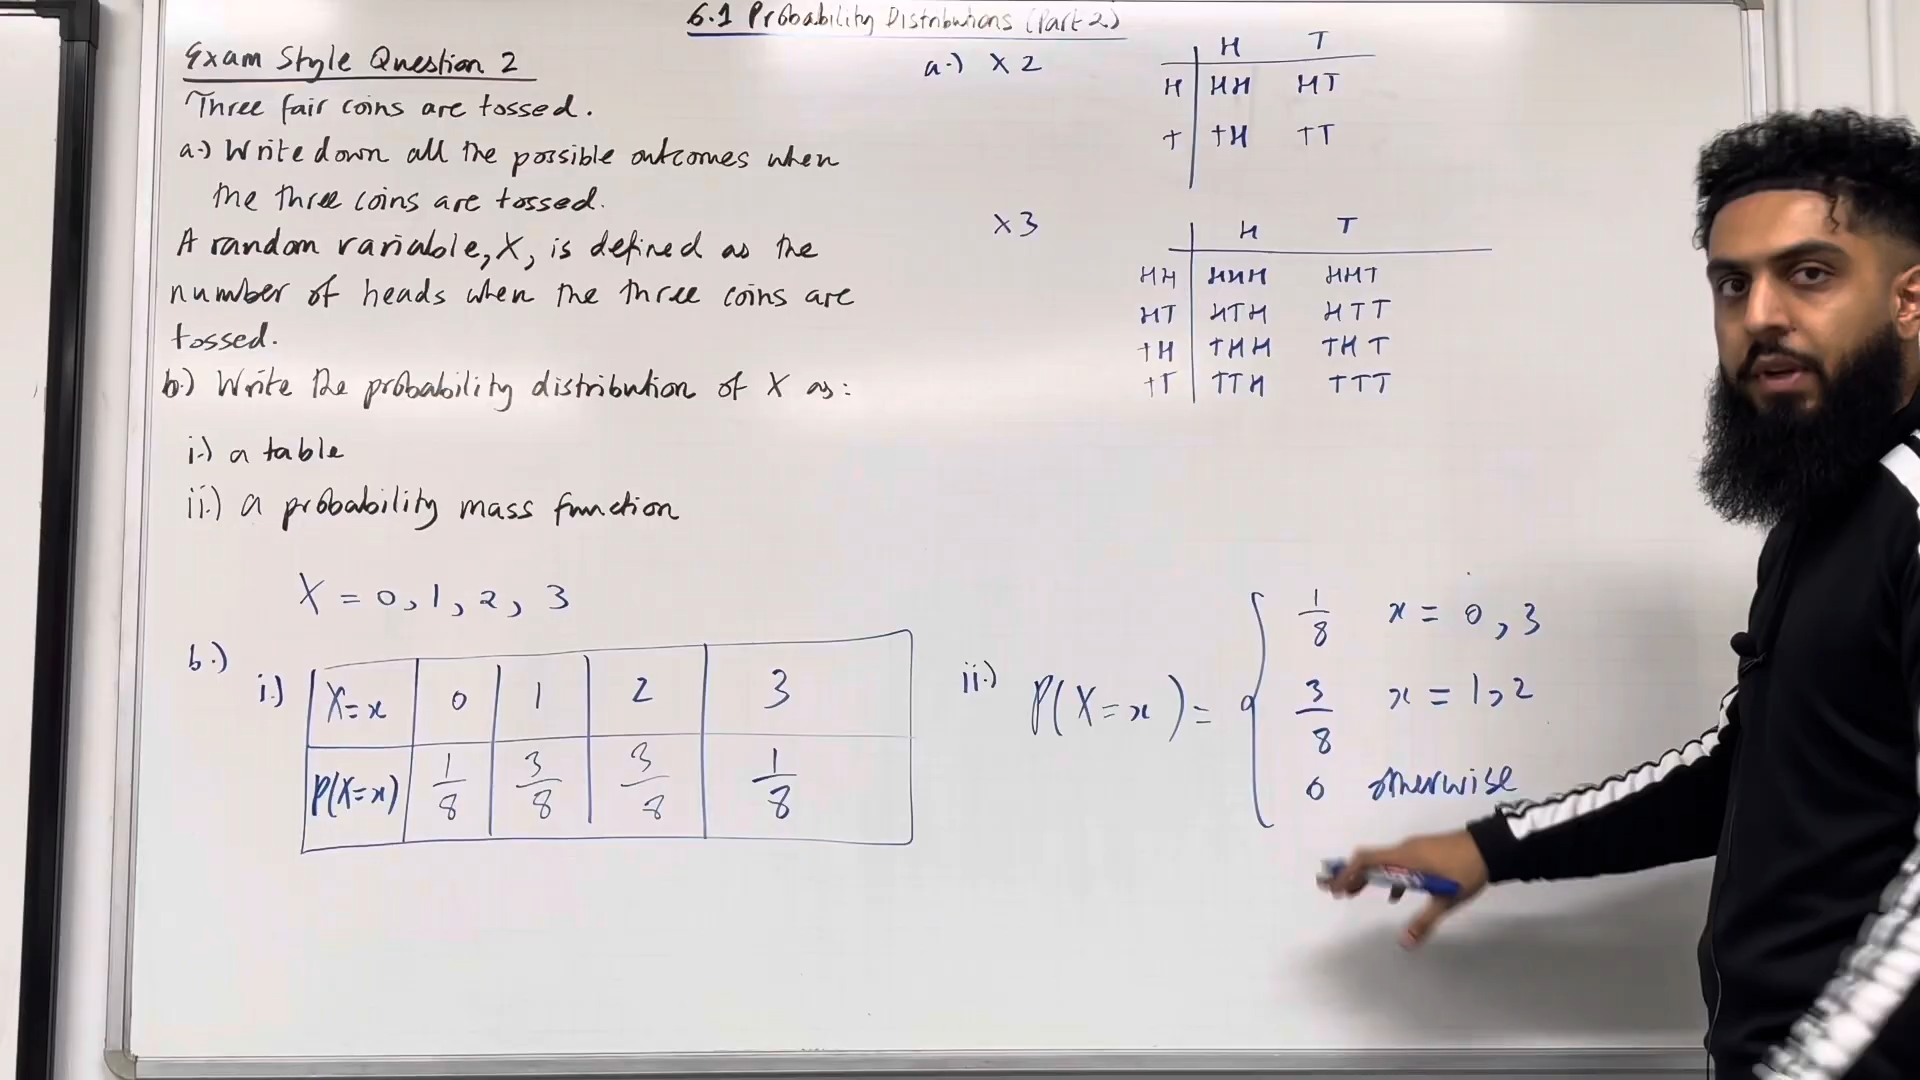 6.1 Probability Distributions (Part 2)
Exam Style Question 2
Three fair coins are tossed.
a.) Write down all the possible outcomes when
the three coins are tossed.
A random variable, X, is defined as the
number of heads when the three coins are
tossed.
b.) Write the probability distribution of X as:
i.) a table
ii.) a probability mass function
a.) X 2
H T
H HH HT
T TH TT
X 3
H T
HH HHH HHT
HT HTH HTT
TH THH THT
TT TTH TTT
X = 0, 1, 2, 3
b.)
i.) X=x 0 1 2 3
P(X=x) 1/8 3/8 3/8 1/8
ii.) P(X=x) = {
1/8 x = 0, 3
3/8 x = 1, 2
0 otherwise